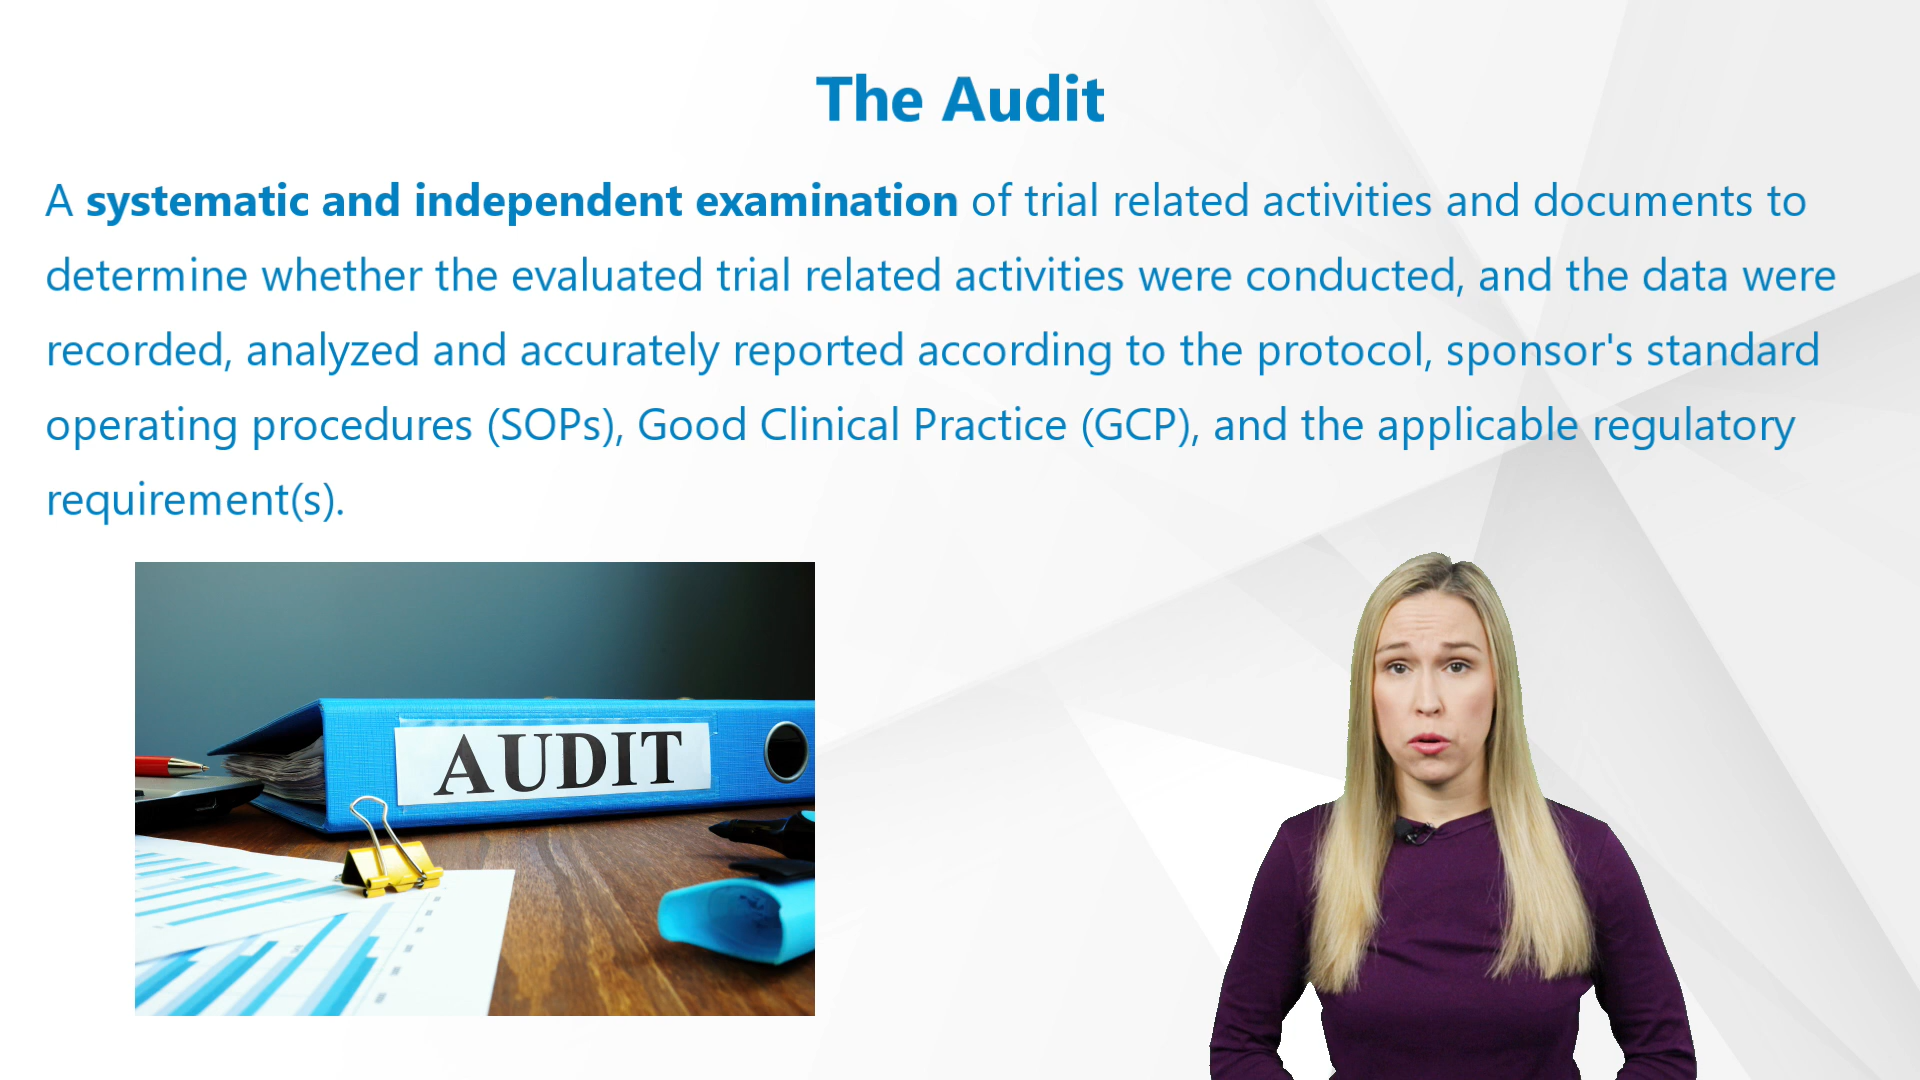 The Audit
A systematic and independent examination of trial related activities and documents to
determine whether the evaluated trial related activities were conducted, and the data were
recorded, analyzed and accurately reported according to the protocol, sponsor's standard
operating procedures (SOPs), Good Clinical Practice (GCP), and the applicable regulatory
requirement(s).
AUDIT